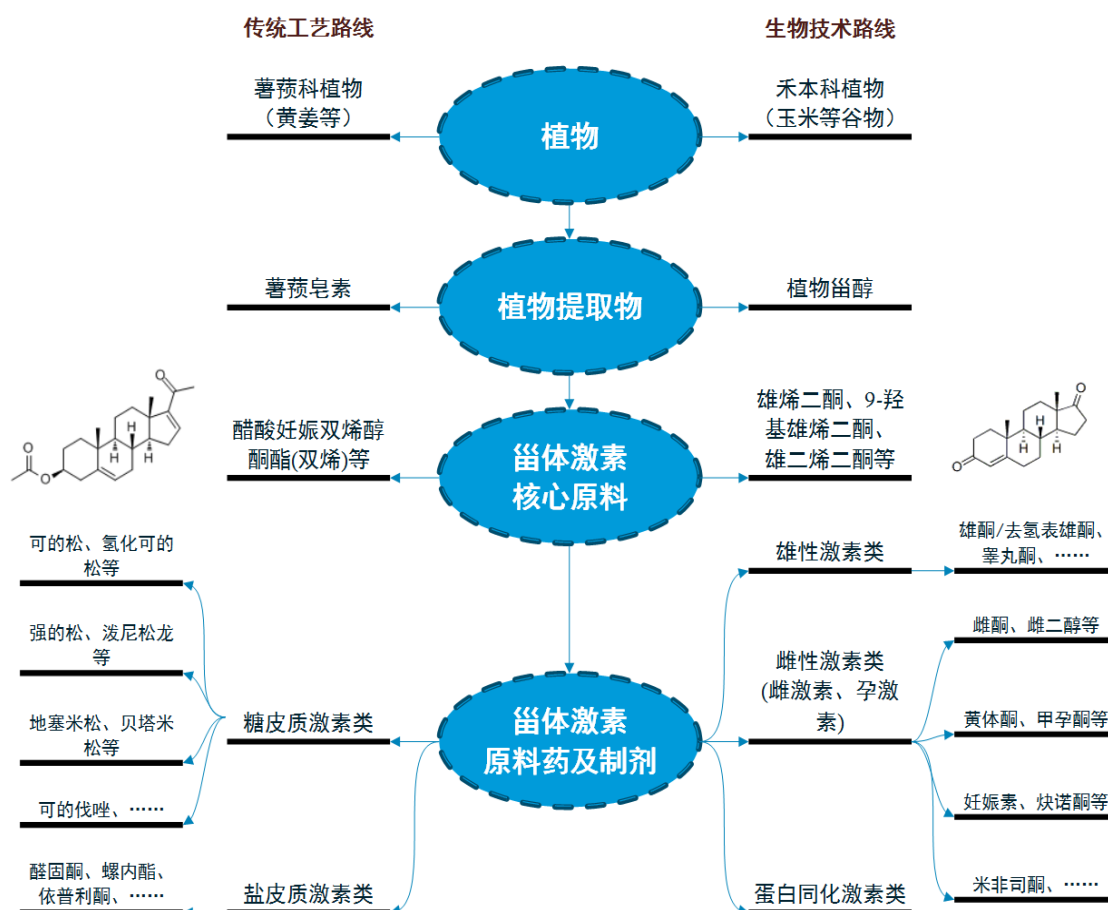 传统工艺路线
生物技术路线
薯蓣科植物
（黄姜等）
植物
禾本科植物
（玉米等谷物）
薯蓣皂素
植物提取物
植物甾醇
O
O
O
H
H
H
醋酸妊娠双烯醇
酮酯(双烯)等
甾体激素
核心原料
雄烯二酮、9-羟
基雄烯二酮、
雄二烯二酮等
O
O
H
H
H
可的松、氢化可的
松等
强的松、泼尼松龙
等
地塞米松、贝塔米
松等
可的伐唑、……
糖皮质激素类
醛固酮、螺内酯、
依普利酮、……
盐皮质激素类
甾体激素
原料药及制剂
雄性激素类
雄酮/去氢表雄酮、
睾丸酮、……
雌性激素类
(雌激素、孕激
素)
雌酮、雌二醇等
黄体酮、甲孕酮等
妊娠素、炔诺酮等
米非司酮、……
蛋白同化激素类